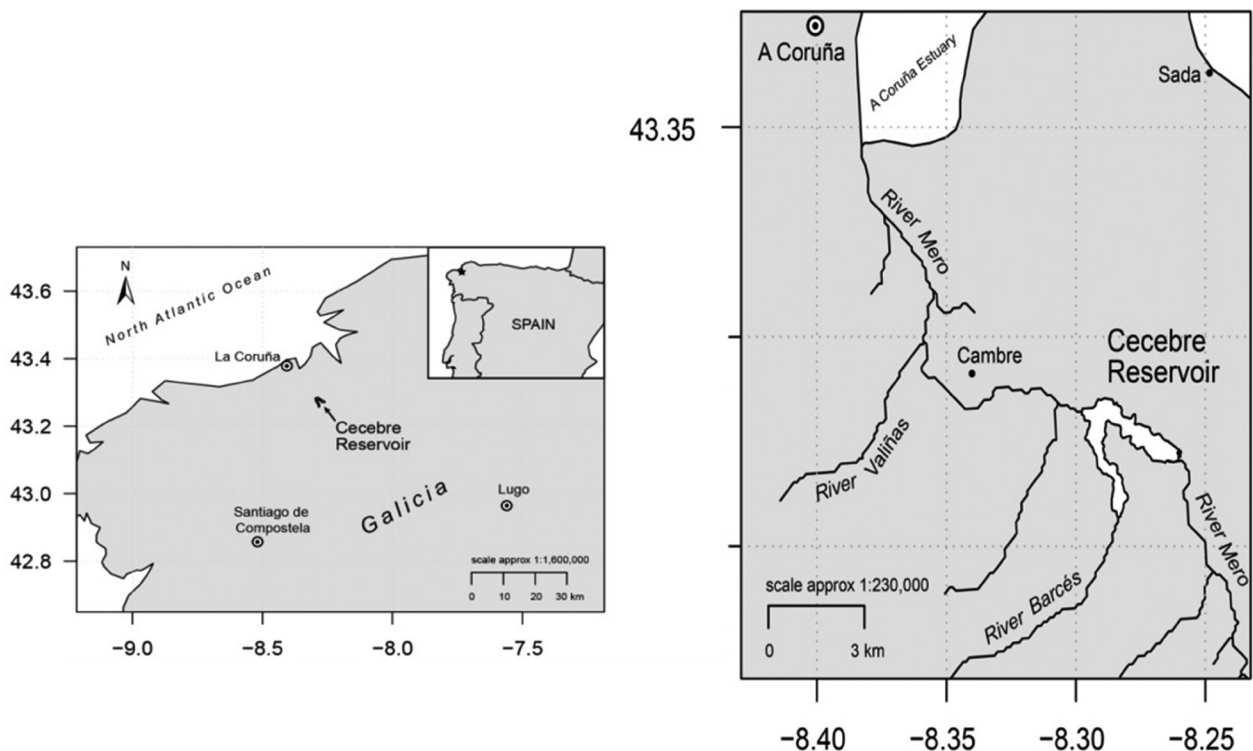 N
North Atlantic Ocean
SPAIN
43.6
43.4
43.2
43.0
42.8
La Coruña
Cecebre
Reservoir
Galicia
Lugo
Santiago de
Compostela
scale approx 1:1,600,000
0 10 20 30 km
−9.0 −8.5 −8.0 −7.5
A Coruña
A Coruña Estuary
Sada
43.35
River Mero
Cambre
Cecebre
Reservoir
River Valiñas
River Mero
River Barcés
scale approx 1:230,000
0 3 km
−8.40 −8.35 −8.30 −8.25